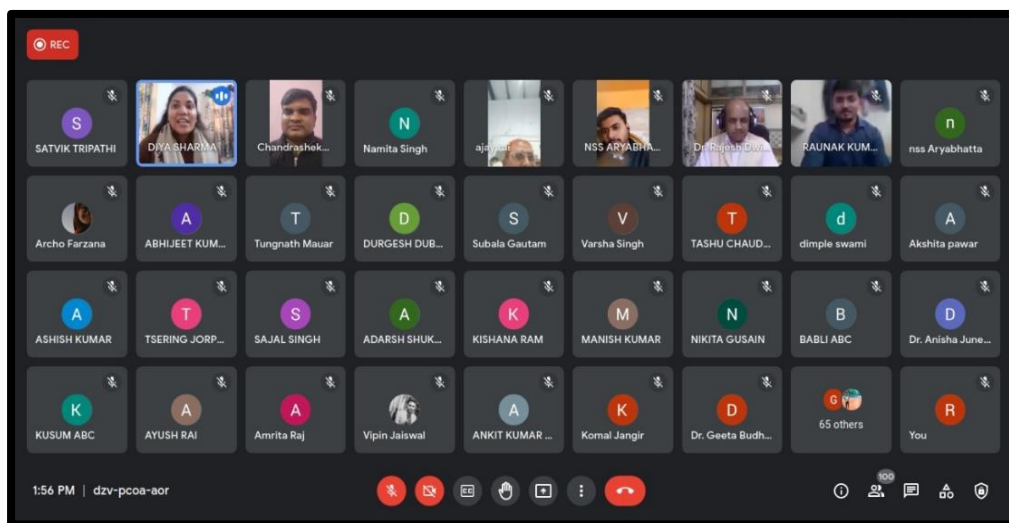 REC
S
SATVIK TRIPATHI
DIYA SHARMA
Chandrashek...
N
Namita Singh
NSS ARYABHA...
Dr. Rajesh Dwi...
RAUNAK KUM...
n
nss Aryabhatta
Archo Farzana
A
ABHIJEET KUM...
T
Tungnath Mauar
D
DURGESH DUB...
S
Subala Gautam
V
Varsha Singh
T
TASHU CHAUD...
d
dimple swami
A
Akshita pawar
A
ASHISH KUMAR
T
TSERING JORP...
S
SAJAL SINGH
A
ADARSH SHUK...
K
KISHANA RAM
M
MANISH KUMAR
N
NIKITA GUSAIN
B
BABLI ABC
D
Dr. Anisha June...
K
KUSUM ABC
A
AYUSH RAI
A
Amrita Raj
Vipin Jaiswal
A
ANKIT KUMAR ...
K
Komal Jangir
D
Dr. Geeta Budh...
G
65 others
R
You
1:56 PM | dzv-pcoa-aor
CC
100